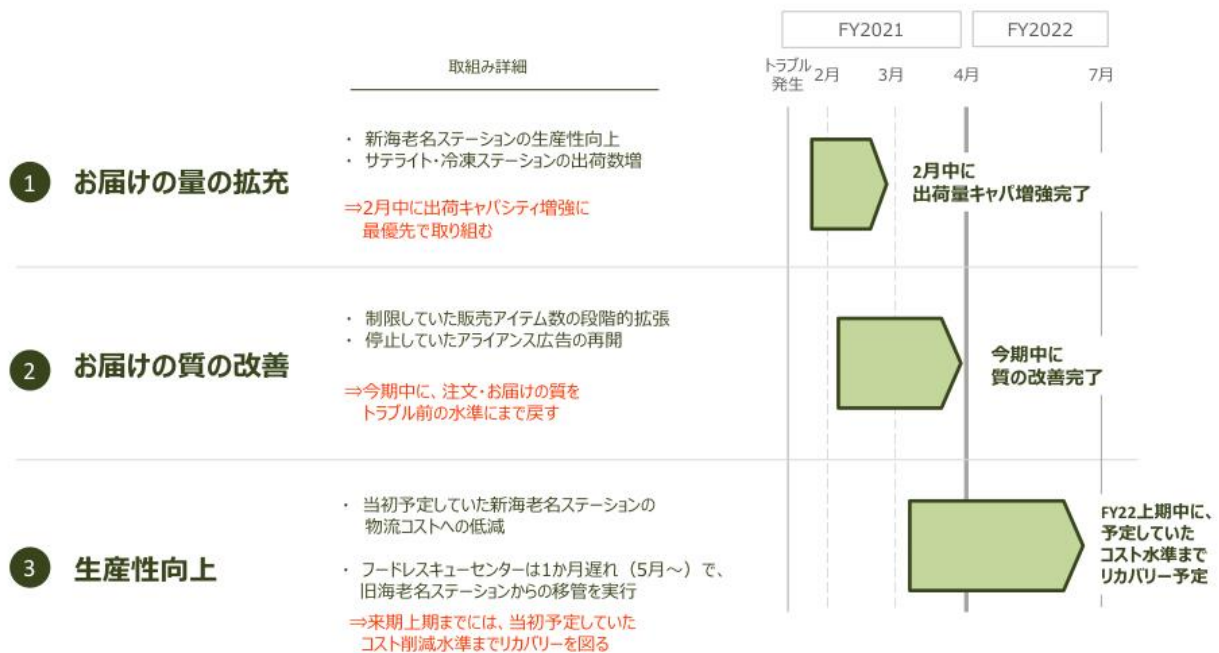 FY2021
FY2022
取組み詳細
トラブル
発生
2月
3月
4月
7月
1
お届けの量の拡充
・ 新海老名ステーションの生産性向上
・ サテライト・冷凍ステーションの出荷数増
⇒2月中に出荷キャパシティ増強に
最優先で取り組む
2月中に
出荷量キャパ増強完了
2
お届けの質の改善
・ 制限していた販売アイテム数の段階的拡張
・ 停止していたアライアンス広告の再開
⇒今期中に、注文・お届けの質を
トラブル前の水準にまで戻す
今期中に
質の改善完了
3
生産性向上
・ 当初予定していた新海老名ステーションの
物流コストへの低減
・ フードレスキューセンターは1か月遅れ（5月～）で、
旧海老名ステーションからの移管を実行
⇒来期上期までには、当初予定していた
コスト削減水準までリカバリーを図る
FY22上期中に、
予定していた
コスト水準まで
リカバリー予定